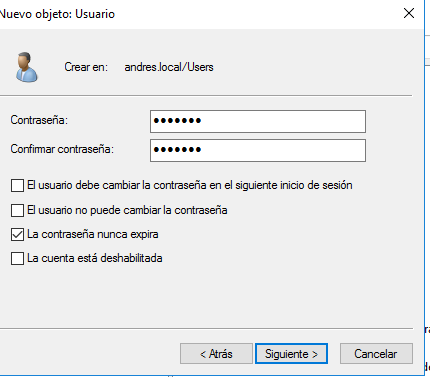 Nuevo objeto: Usuario
Crear en: andres.local/Users
Contraseña: •••••••
Confirmar contraseña: •••••••
El usuario debe cambiar la contraseña en el siguiente inicio de sesión
El usuario no puede cambiar la contraseña
La contraseña nunca expira
La cuenta está deshabilitada
< Atrás Siguiente > Cancelar